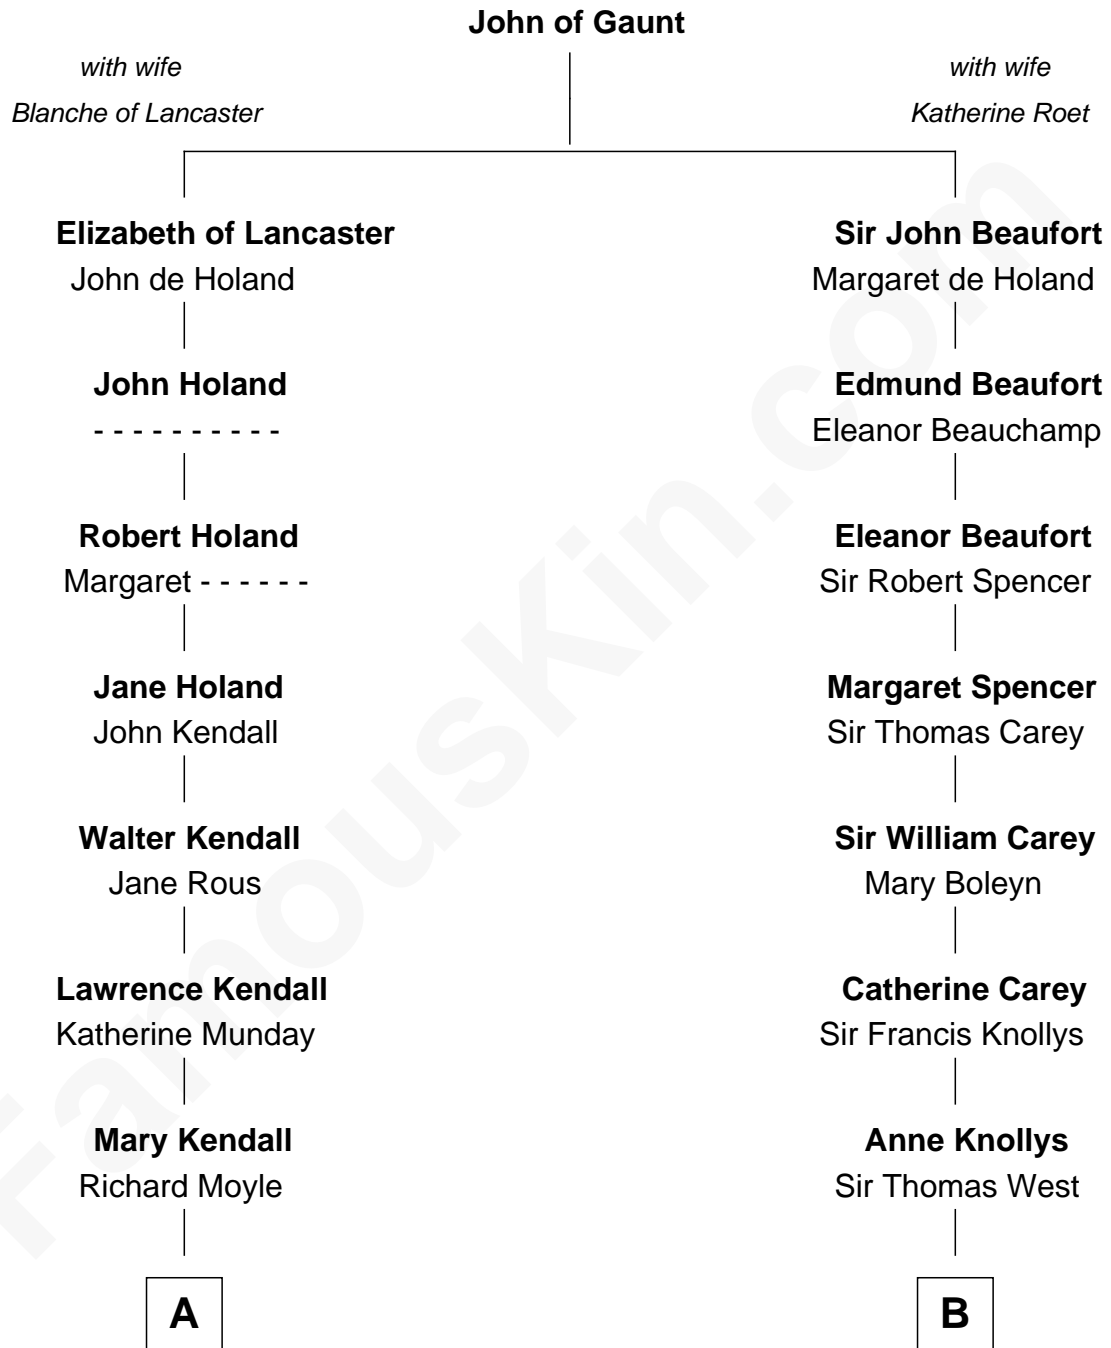 John of Gaunt
with wife
Blanche of Lancaster
with wife
Katherine Roet
Elizabeth of Lancaster
John de Holand
Sir John Beaufort
Margaret de Holand
John Holand
- - - - - - - - - -
Edmund Beaufort
Eleanor Beauchamp
Robert Holand
Margaret - - - - - -
Eleanor Beaufort
Sir Robert Spencer
Jane Holand
John Kendall
Margaret Spencer
Sir Thomas Carey
Walter Kendall
Jane Rous
Sir William Carey
Mary Boleyn
Lawrence Kendall
Katherine Munday
Catherine Carey
Sir Francis Knollys
Mary Kendall
Richard Moyle
Anne Knollys
Sir Thomas West
A
B
FamousKin.com